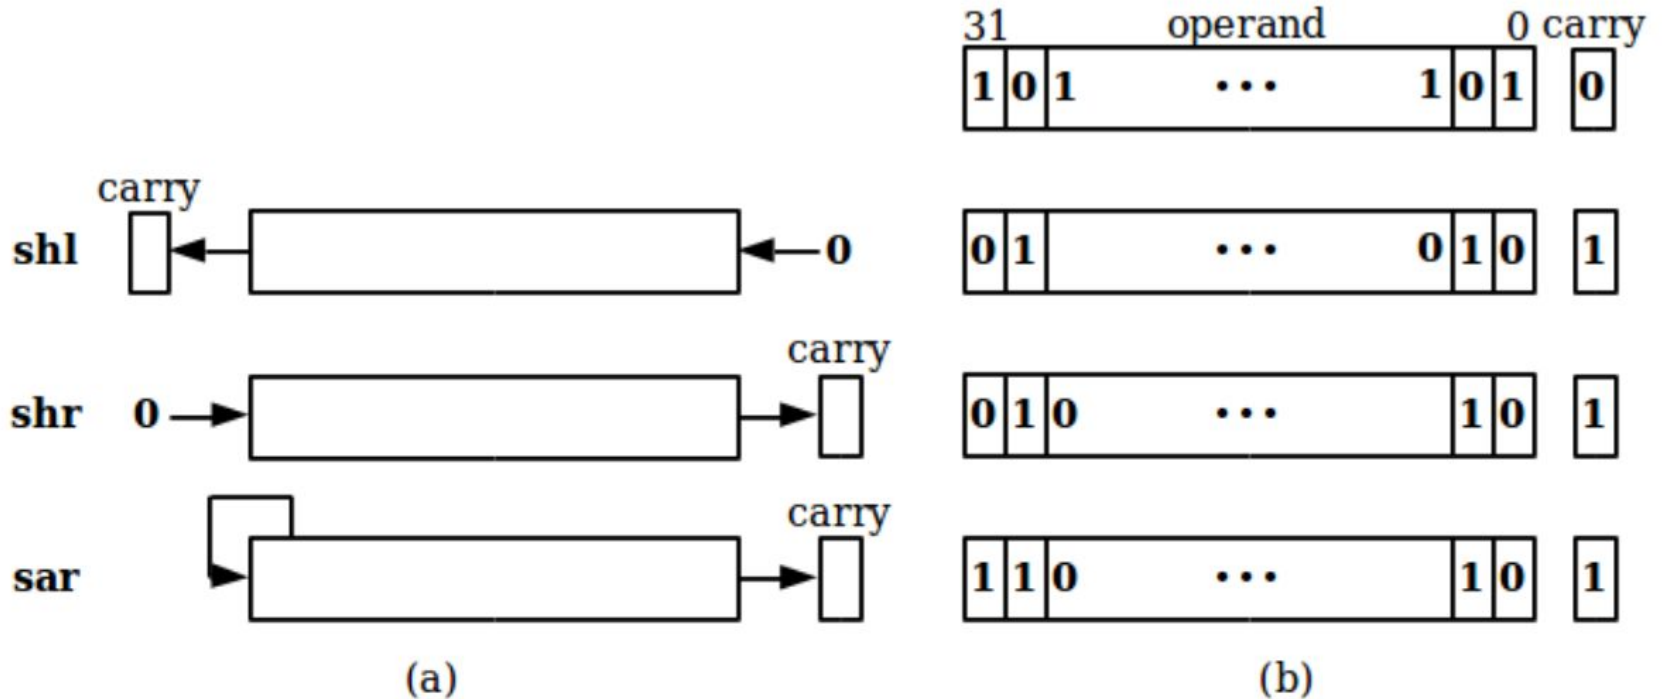 31 operand 0 carry
1 0 1 ... 1 0 1 0
carry
shl 0 0 1 ... 0 1 0 1
carry
shr 0 0 1 0 ... 1 0 1
carry
sar 1 1 0 ... 1 0 1
(a) (b)